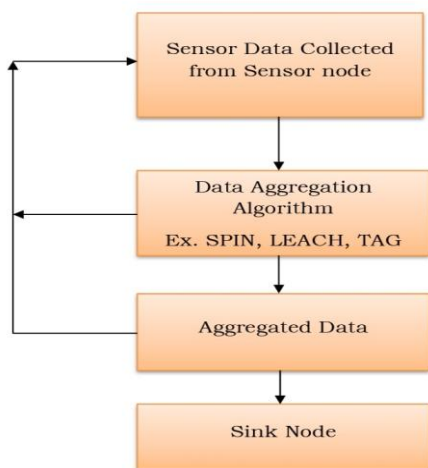 Sensor Data Collected
from Sensor node
Data Aggregation
Algorithm
Ex. SPIN, LEACH, TAG
Aggregated Data
Sink Node